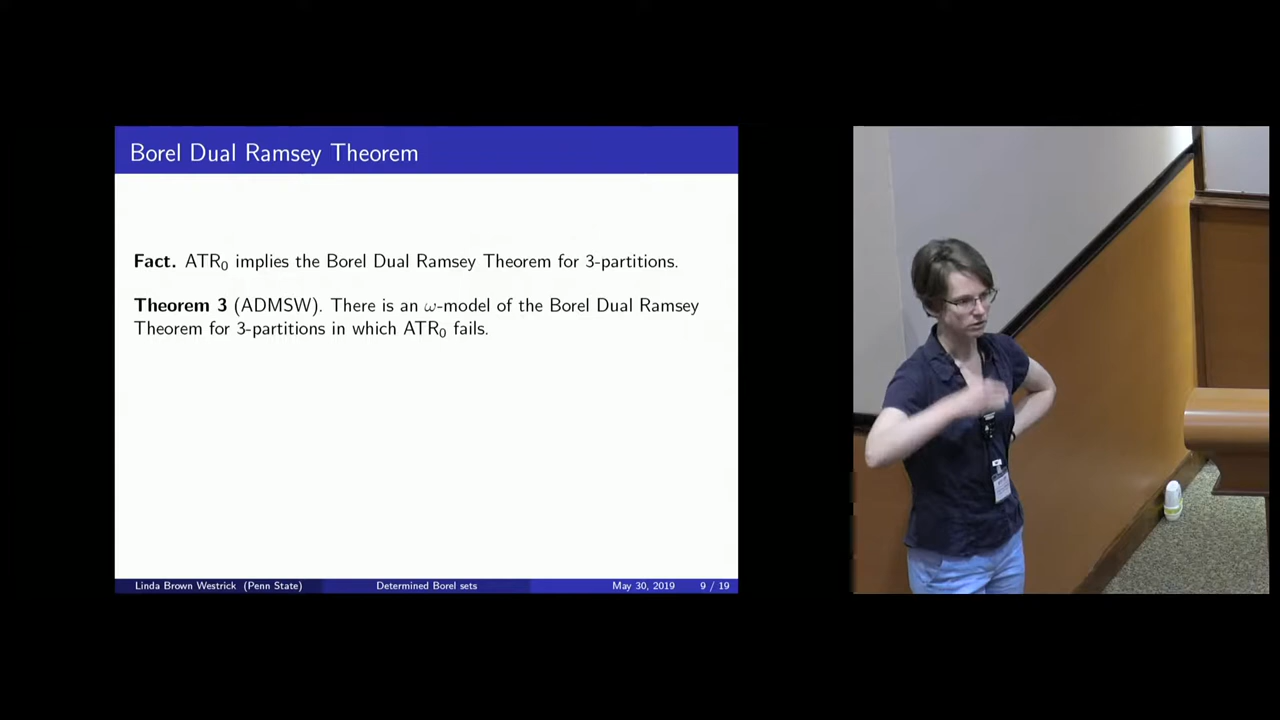 Borel Dual Ramsey Theorem
Fact. ATR₀ implies the Borel Dual Ramsey Theorem for 3-partitions.
Theorem 3 (ADMSW). There is an ω-model of the Borel Dual Ramsey
Theorem for 3-partitions in which ATR₀ fails.
Linda Brown Westrick (Penn State) Determined Borel sets May 30, 2019 9 / 19